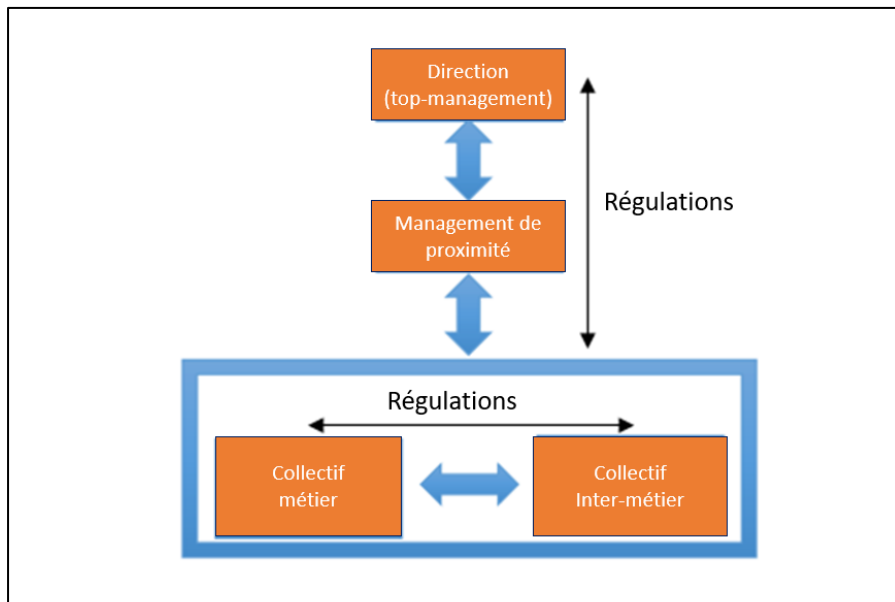 Direction
(top-management)
Régulations
Management de
proximité
Régulations
Collectif
métier
Collectif
Inter-métier